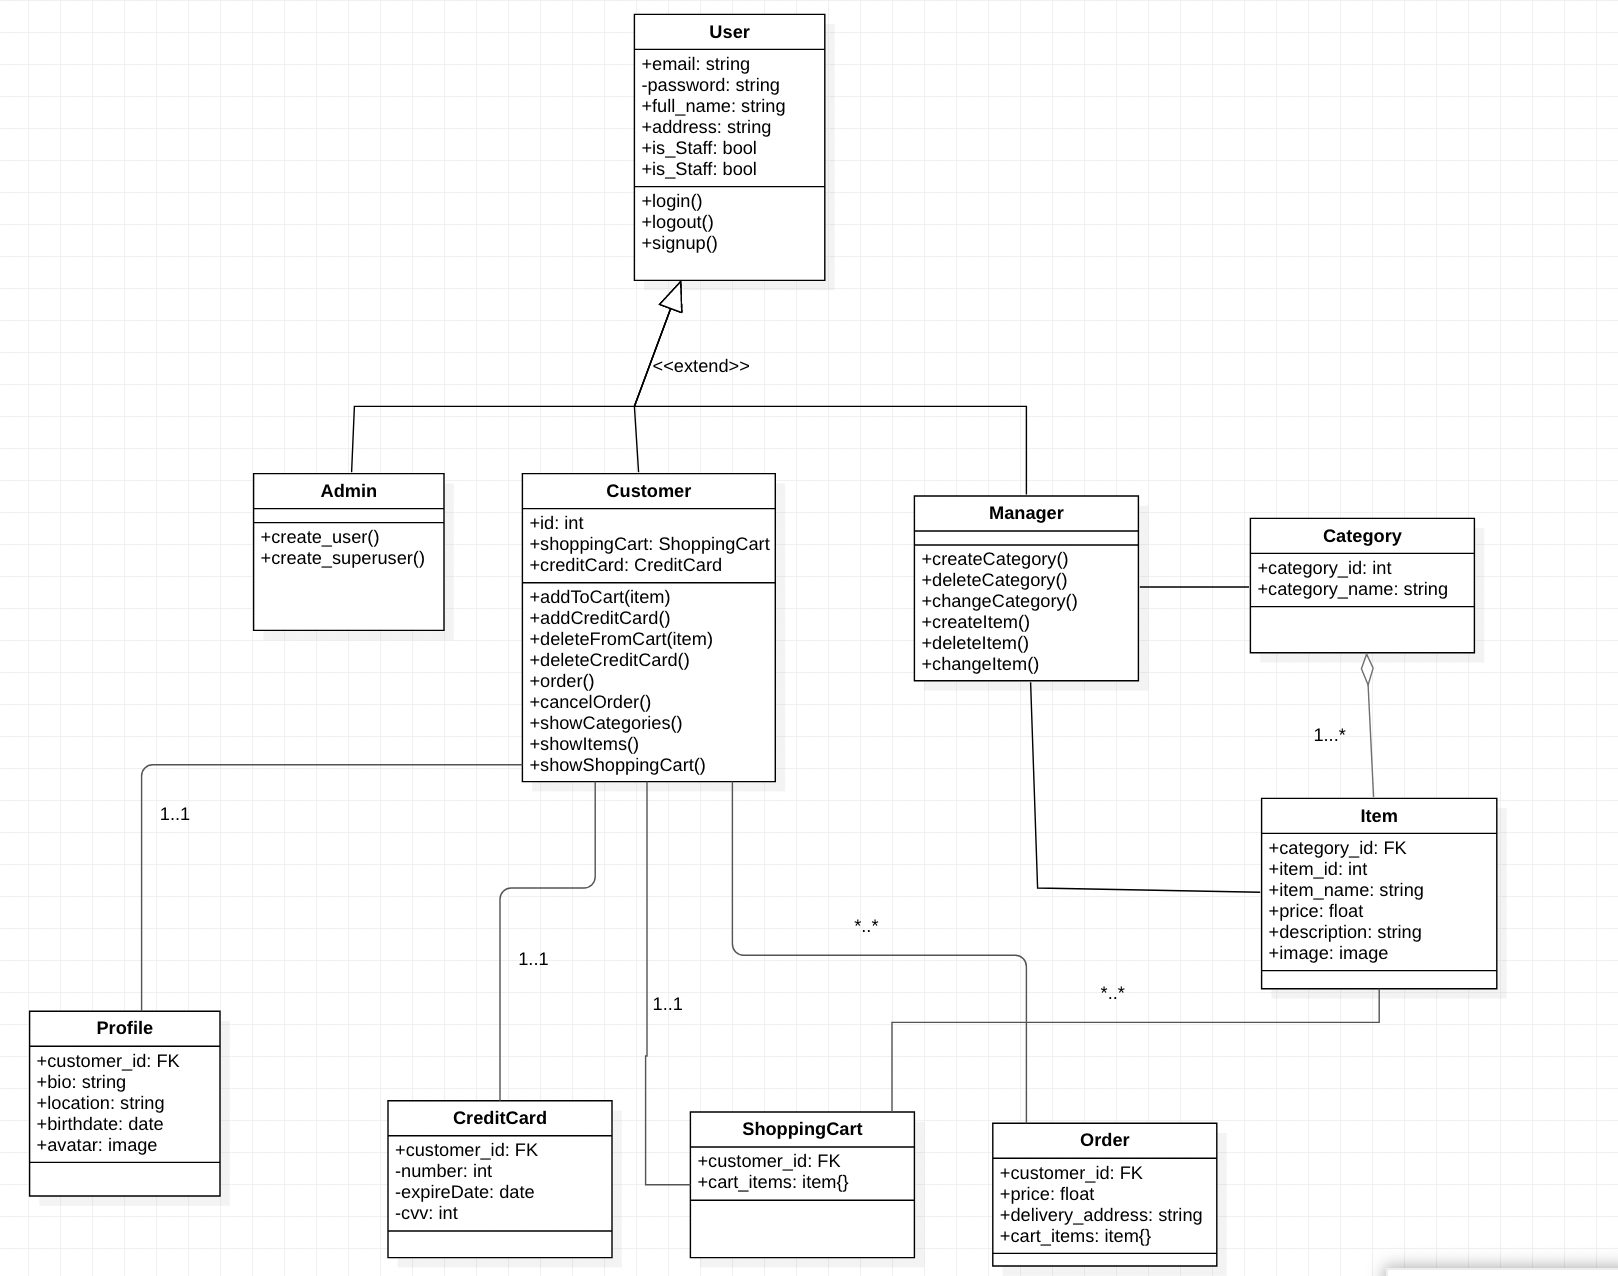 User
+email: string
-password: string
+full_name: string
+address: string
+is_Staff: bool
+is_Staff: bool
+login()
+logout()
+signup()
<<extend>>
Admin
+create_user()
+create_superuser()
Customer
+id: int
+shoppingCart: ShoppingCart
+creditCard: CreditCard
+addToCart(item)
+addCreditCard()
+deleteFromCart(item)
+deleteCreditCard()
+order()
+cancelOrder()
+showCategories()
+showItems()
+showShoppingCart()
Manager
+createCategory()
+deleteCategory()
+changeCategory()
+createItem()
+deleteItem()
+changeItem()
Category
+category_id: int
+category_name: string
1...*
Item
+category_id: FK
+item_id: int
+item_name: string
+price: float
+description: string
+image: image
1..1
1..1
1..1
*..*
*..*
Profile
+customer_id: FK
+bio: string
+location: string
+birthdate: date
+avatar: image
CreditCard
+customer_id: FK
-number: int
-expireDate: date
-cvv: int
ShoppingCart
+customer_id: FK
+cart_items: item{}
Order
+customer_id: FK
+price: float
+delivery_address: string
+cart_items: item{}